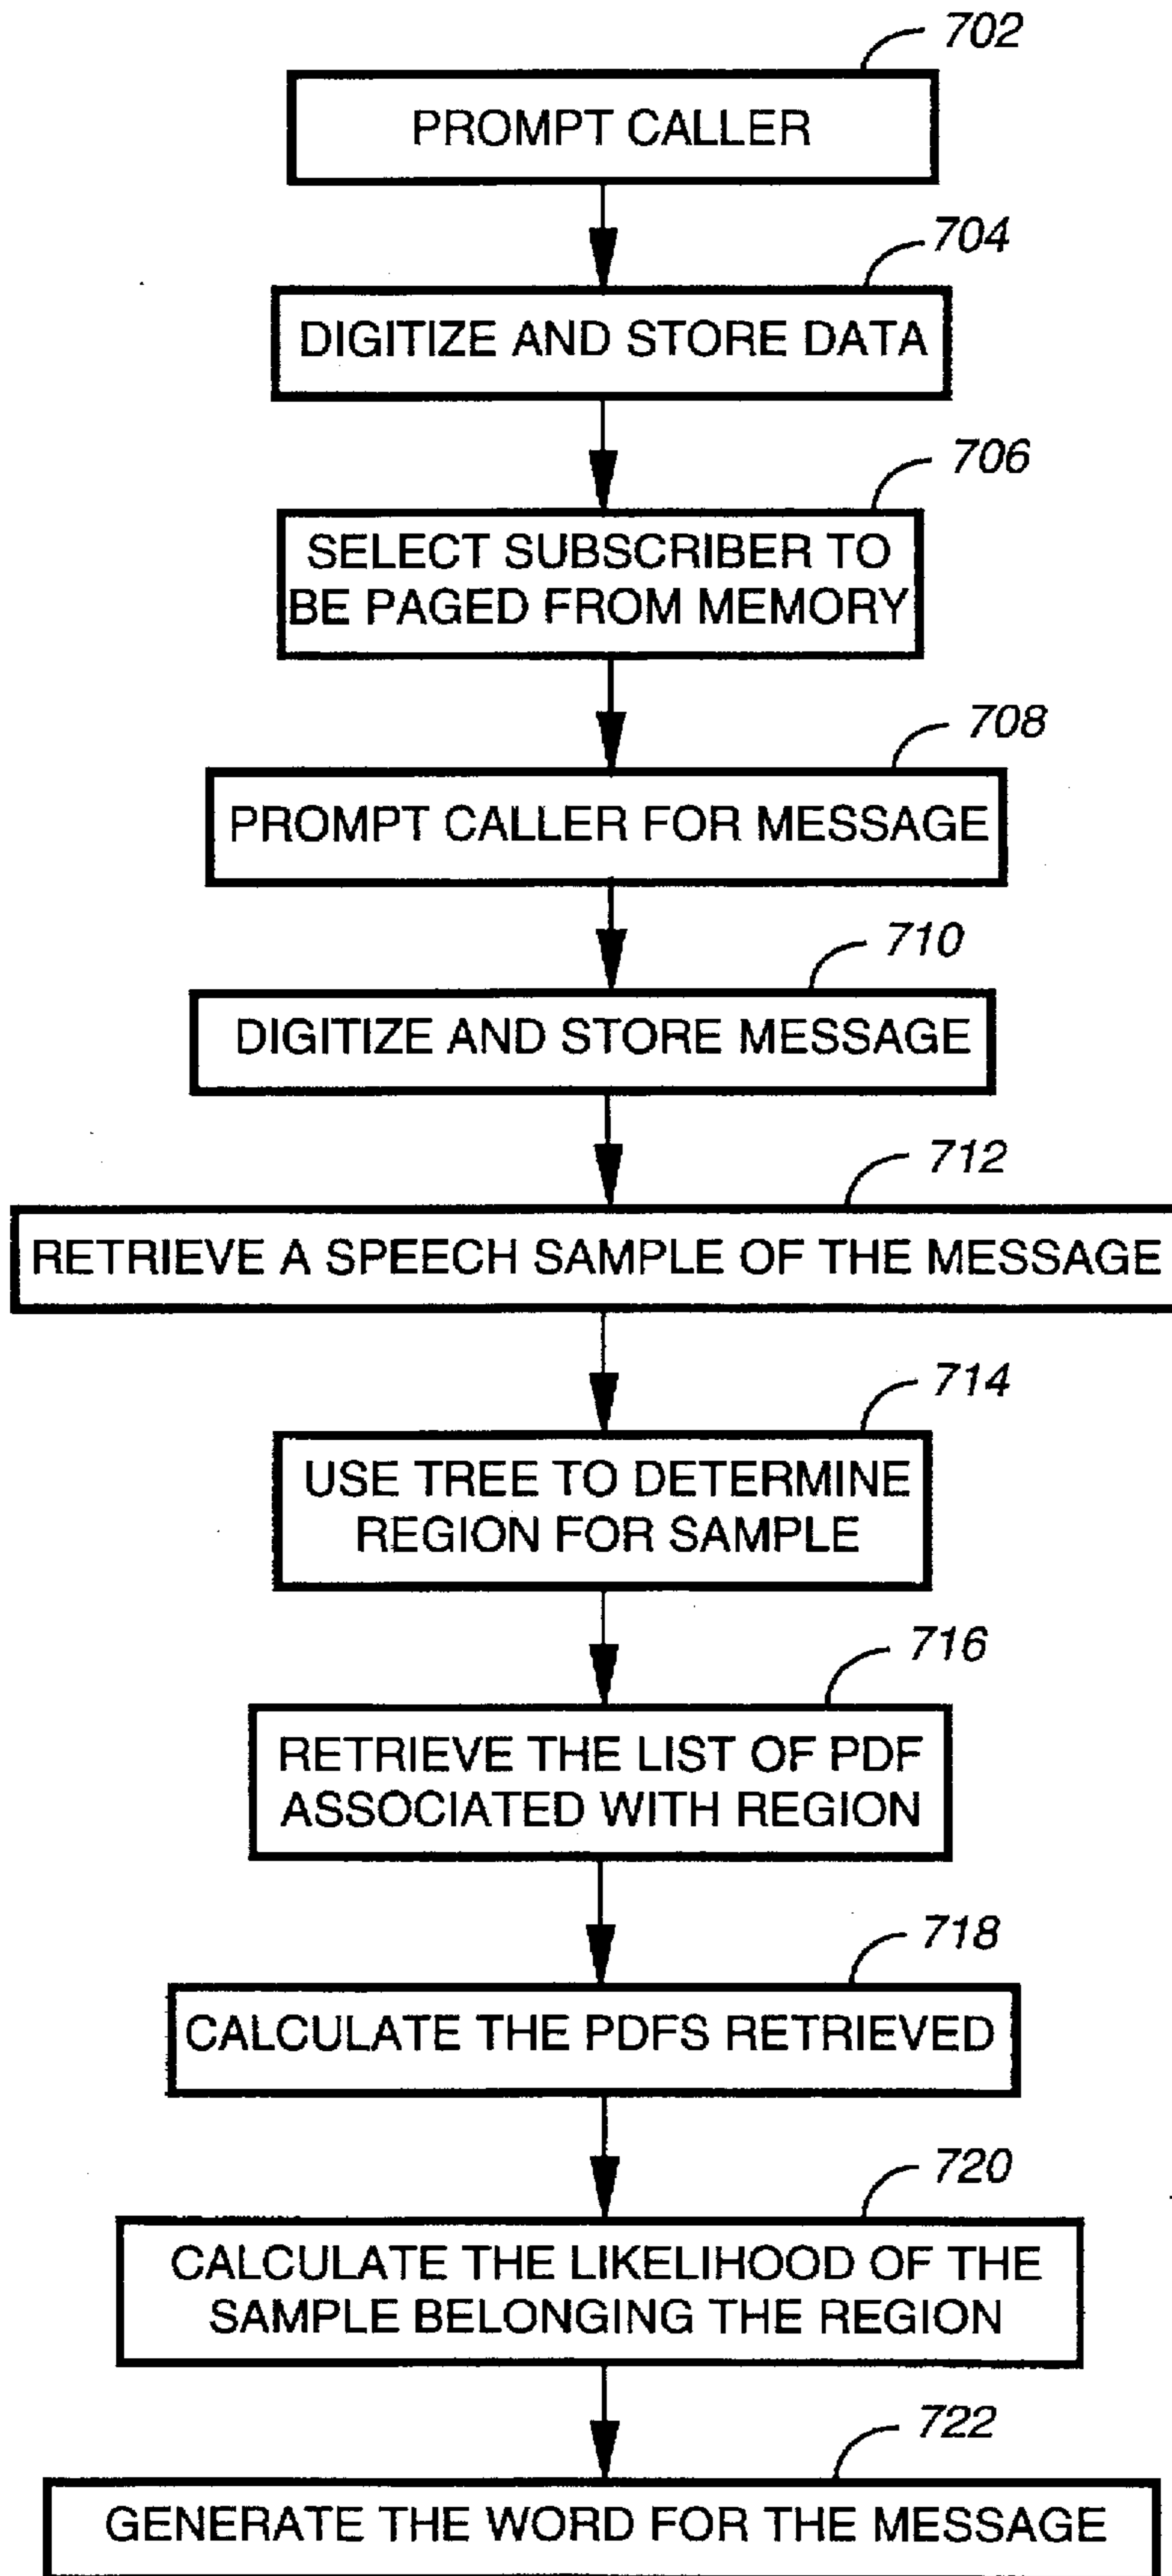 702
PROMPT CALLER
704
DIGITIZE AND STORE DATA
706
SELECT SUBSCRIBER TO
BE PAGED FROM MEMORY
708
PROMPT CALLER FOR MESSAGE
710
DIGITIZE AND STORE MESSAGE
712
RETRIEVE A SPEECH SAMPLE OF THE MESSAGE
714
USE TREE TO DETERMINE
REGION FOR SAMPLE
716
RETRIEVE THE LIST OF PDF
ASSOCIATED WITH REGION
718
CALCULATE THE PDFS RETRIEVED
720
CALCULATE THE LIKELIHOOD OF THE
SAMPLE BELONGING THE REGION
722
GENERATE THE WORD FOR THE MESSAGE